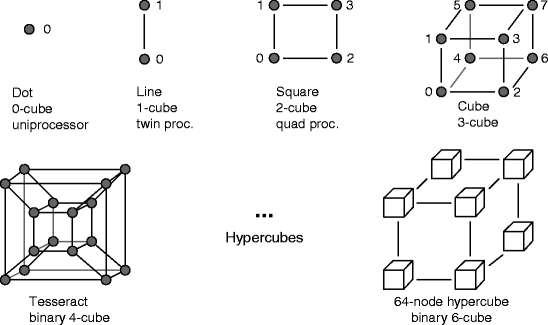 0
1
0
1
3
0
2
5
7
1
3
4
6
0
2
Dot
0-cube
uniprocessor
Line
1-cube
twin proc.
Square
2-cube
quad proc.
Cube
3-cube
...
Hypercubes
Tesseract
binary 4-cube
64-node hypercube
binary 6-cube